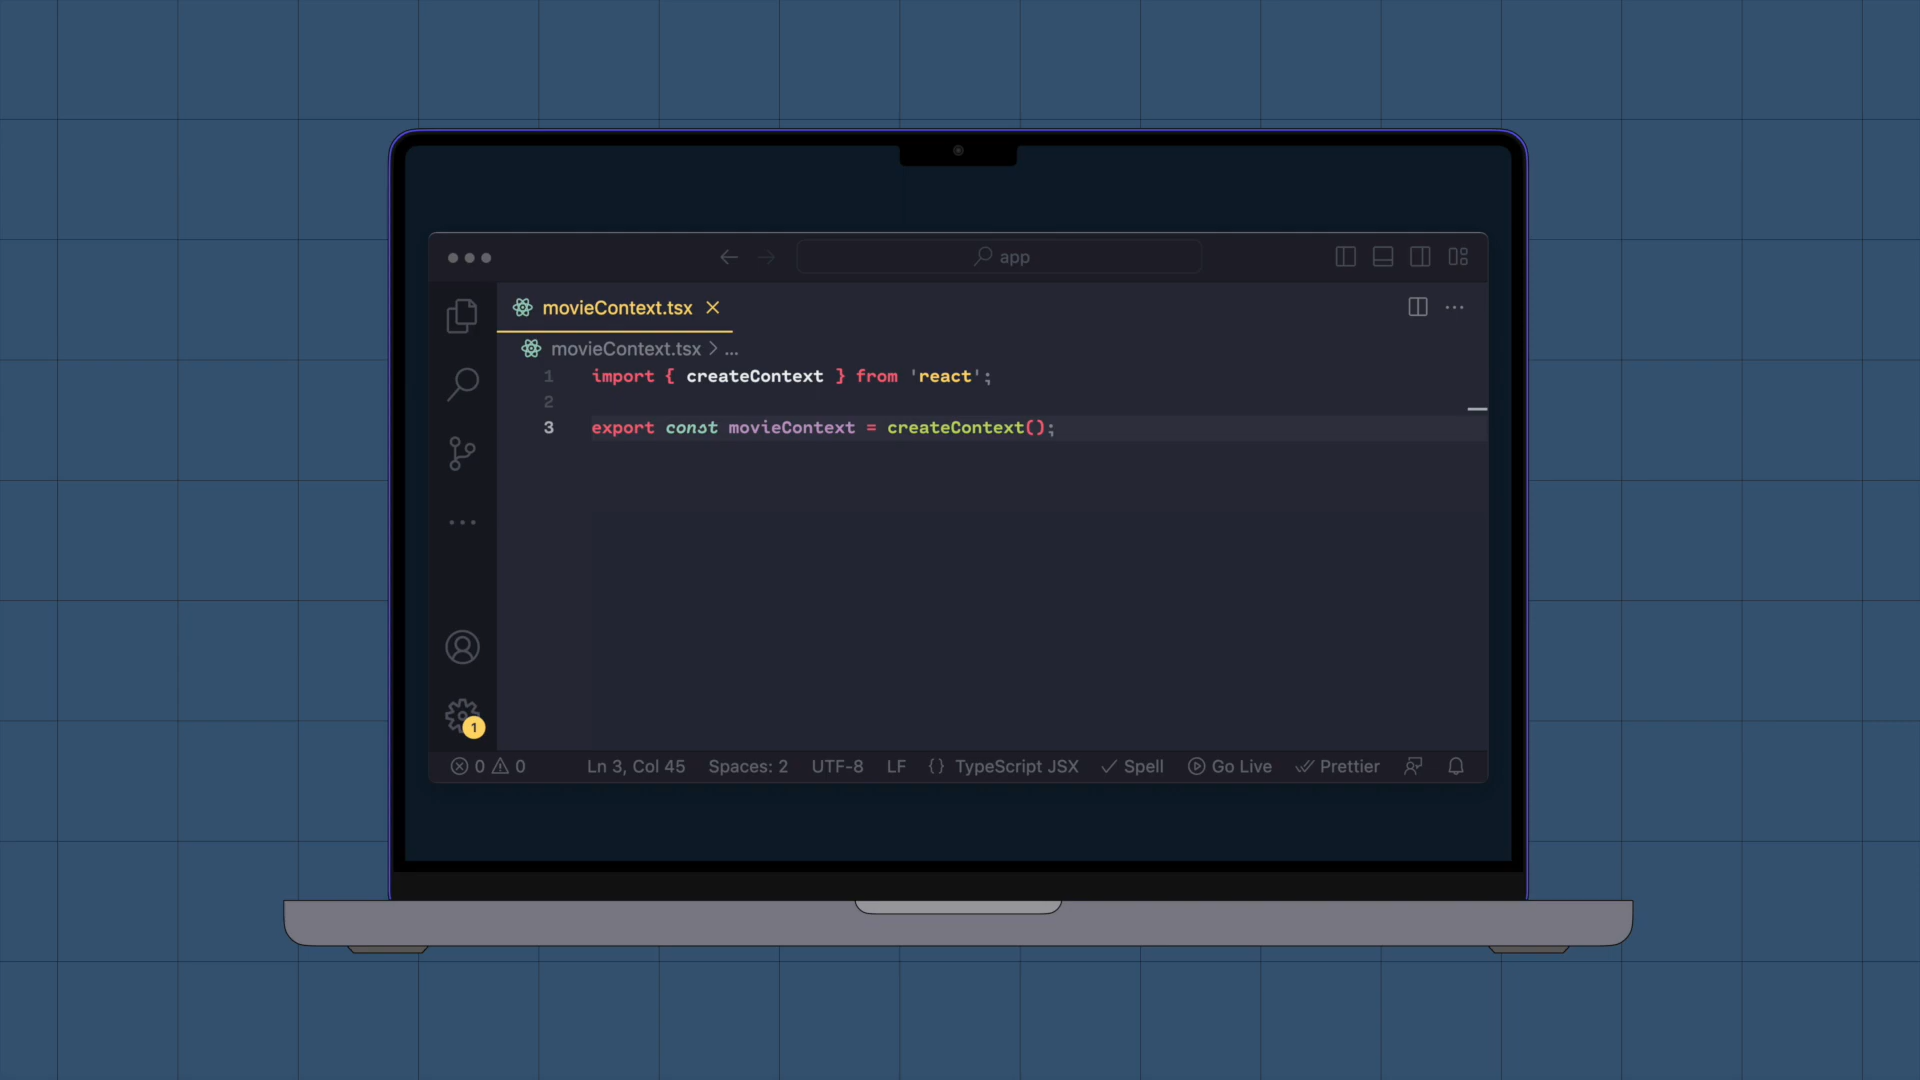 app
movieContext.tsx
movieContext.tsx > ...
1 import { createContext } from 'react';
2
3 export const movieContext = createContext();
1
0 0 Ln 3, Col 45 Spaces: 2 UTF-8 LF {} TypeScript JSX Spell Go Live Prettier